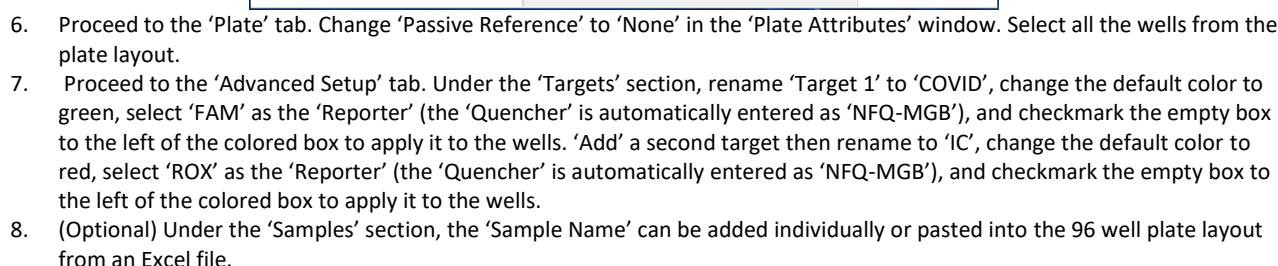 6. Proceed to the ‘Plate’ tab. Change ‘Passive Reference’ to ‘None’ in the ‘Plate Attributes’ window. Select all the wells from the
plate layout.
7. Proceed to the ‘Advanced Setup’ tab. Under the ‘Targets’ section, rename ‘Target 1’ to ‘COVID’, change the default color to
green, select ‘FAM’ as the ‘Reporter’ (the ‘Quencher’ is automatically entered as ‘NFQ-MGB’), and checkmark the empty box
to the left of the colored box to apply it to the wells. ‘Add’ a second target then rename to ‘IC’, change the default color to
red, select ‘ROX’ as the ‘Reporter’ (the ‘Quencher’ is automatically entered as ‘NFQ-MGB’), and checkmark the empty box to
the left of the colored box to apply it to the wells.
8. (Optional) Under the ‘Samples’ section, the ‘Sample Name’ can be added individually or pasted into the 96 well plate layout
from an Excel file.